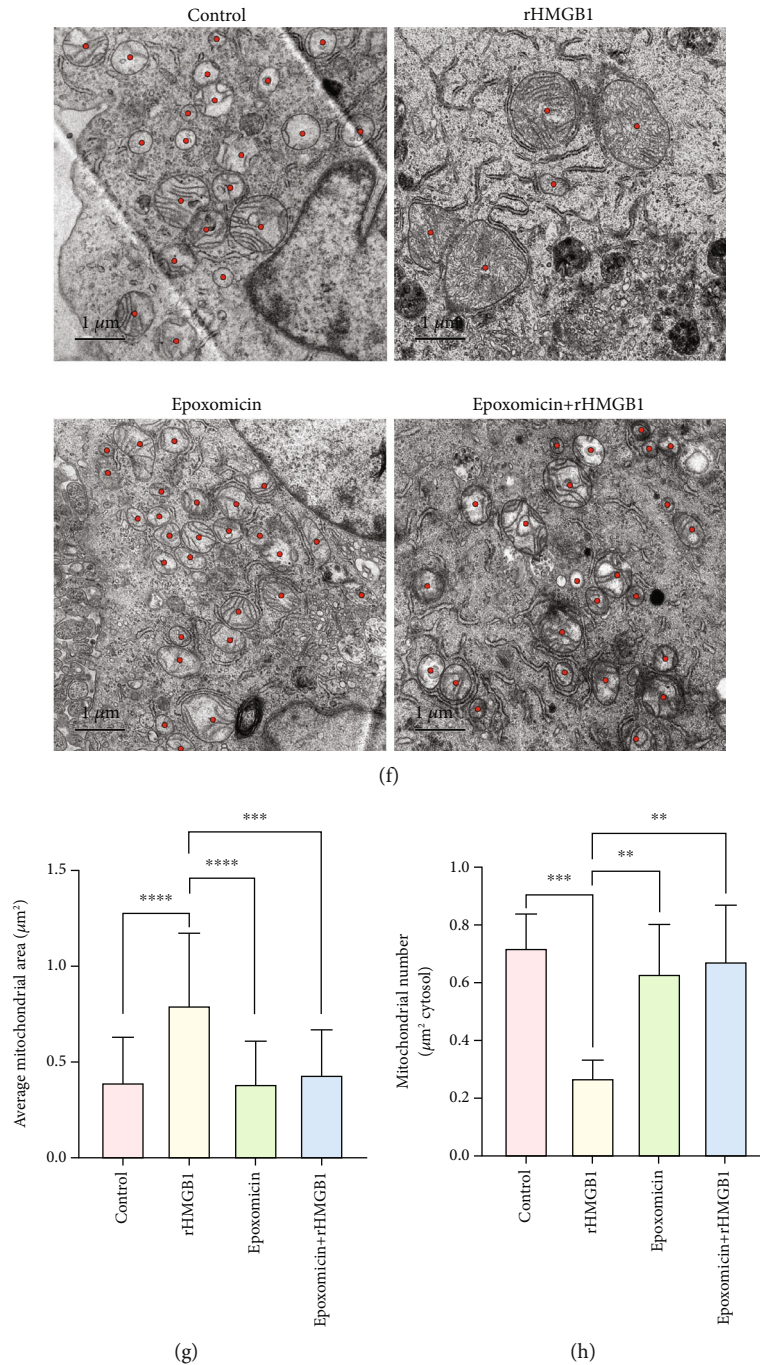 Control
rHMGB1
1 μm
1 μm
Epoxomicin
Epoxomicin+rHMGB1
1 μm
1 μm
(f)
Average mitochondrial area (μm²)
1.5
1.0
0.5
0.0
****
****
***
Control
rHMGB1
Epoxomicin
Epoxomicin+rHMGB1
(g)
Mitochondrial number
(μm² cytosol)
1.0
0.8
0.6
0.4
0.2
0.0
***
**
**
Control
rHMGB1
Epoxomicin
Epoxomicin+rHMGB1
(h)